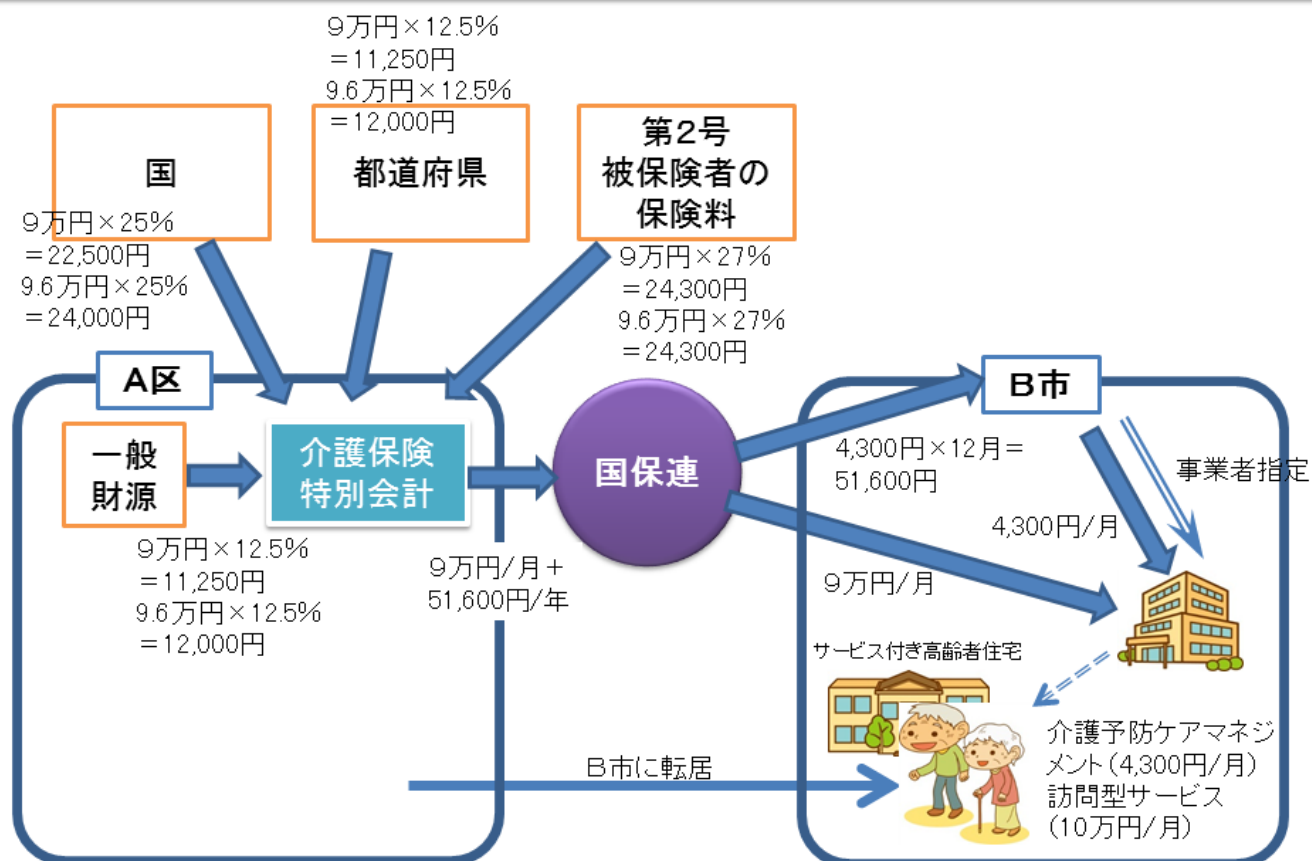 9万円×12.5%
=11,250円
9.6万円×12.5%
=12,000円
国
都道府県
第2号
被保険者の
保険料
9万円×25%
=22,500円
9.6万円×25%
=24,000円
9万円×27%
=24,300円
9.6万円×27%
=24,300円
A区
一般
財源
介護保険
特別会計
国保連
B市
9万円×12.5%
=11,250円
9.6万円×12.5%
=12,000円
9万円/月+
51,600円/年
4,300円×12月=
51,600円
事業者指定
4,300円/月
9万円/月
サービス付き高齢者住宅
B市に転居
介護予防ケアマネジ
メント(4,300円/月)
訪問型サービス
(10万円/月)